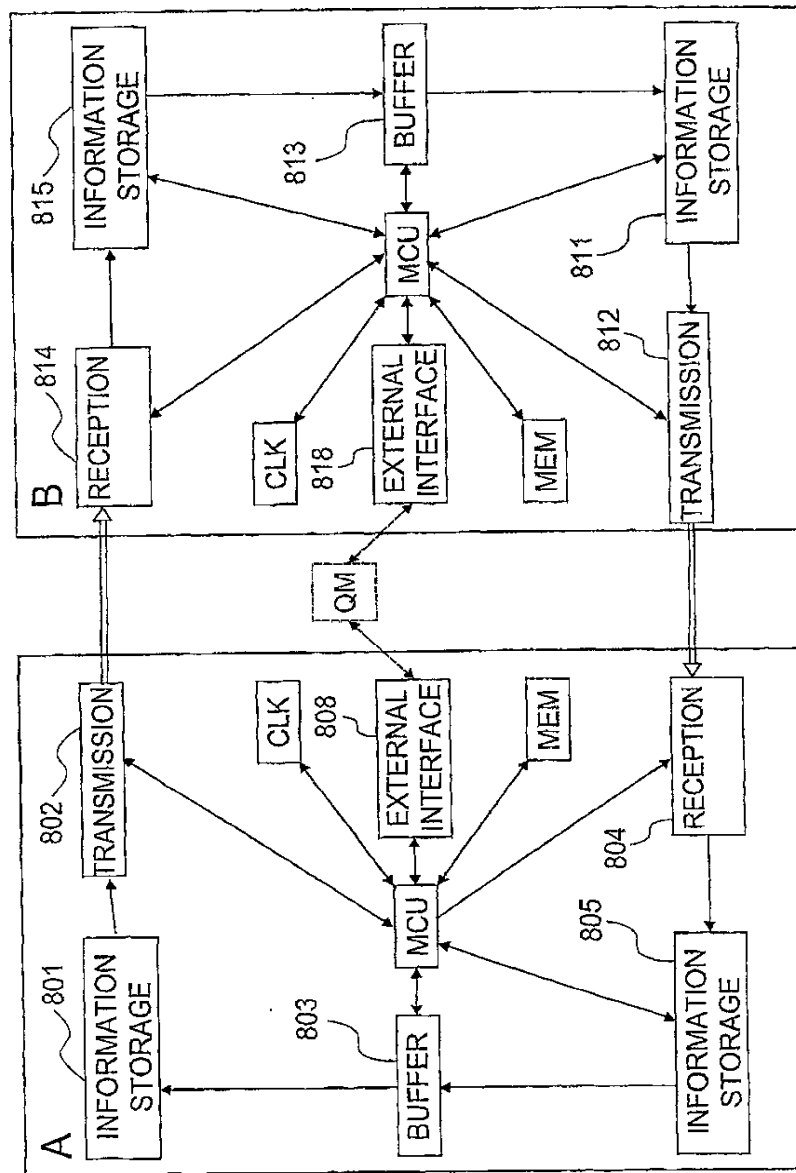 A
801
INFORMATION
STORAGE
802
TRANSMISSION
803
BUFFER
MCU
CLK
808
EXTERNAL
INTERFACE
MEM
805
INFORMATION
STORAGE
804
RECEPTION
QM
B
814
RECEPTION
815
INFORMATION
STORAGE
CLK
818
EXTERNAL
INTERFACE
MEM
MCU
813
BUFFER
812
TRANSMISSION
811
INFORMATION
STORAGE